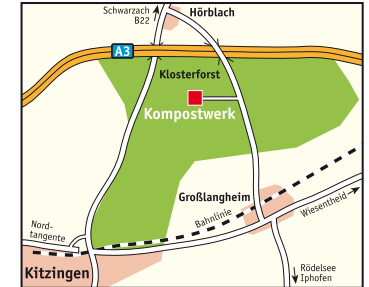 Schwarzach
B22
Hörblach
A3
Klosterforst
Kompostwerk
Großlangheim
Bahnlinie
Wiesentheid
Nord-
tangente
Kitzingen
Rödelsee
Iphofen